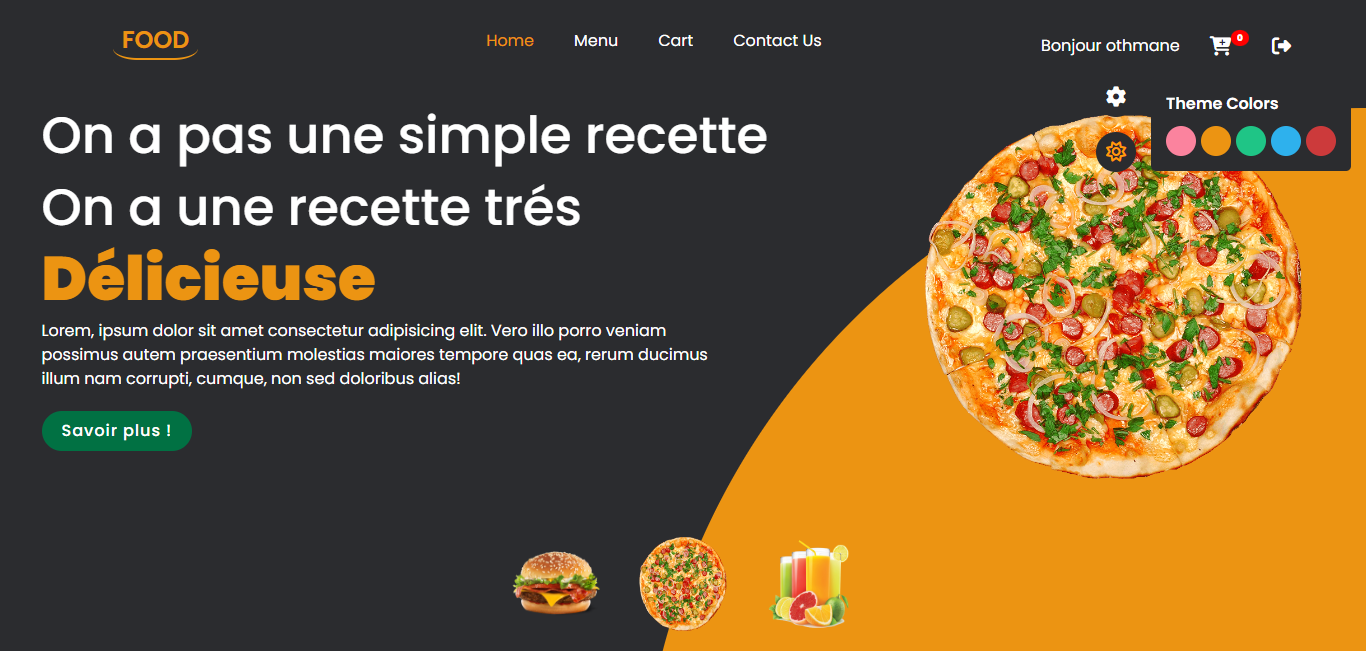 FOOD
Home Menu Cart Contact Us
Bonjour othmane
0
Theme Colors
On a pas une simple recette
On a une recette trés
Délicieuse
Lorem, ipsum dolor sit amet consectetur adipisicing elit. Vero illo porro veniam
possimus autem praesentium molestias maiores tempore quas ea, rerum ducimus
illum nam corrupti, cumque, non sed doloribus alias!
Savoir plus !